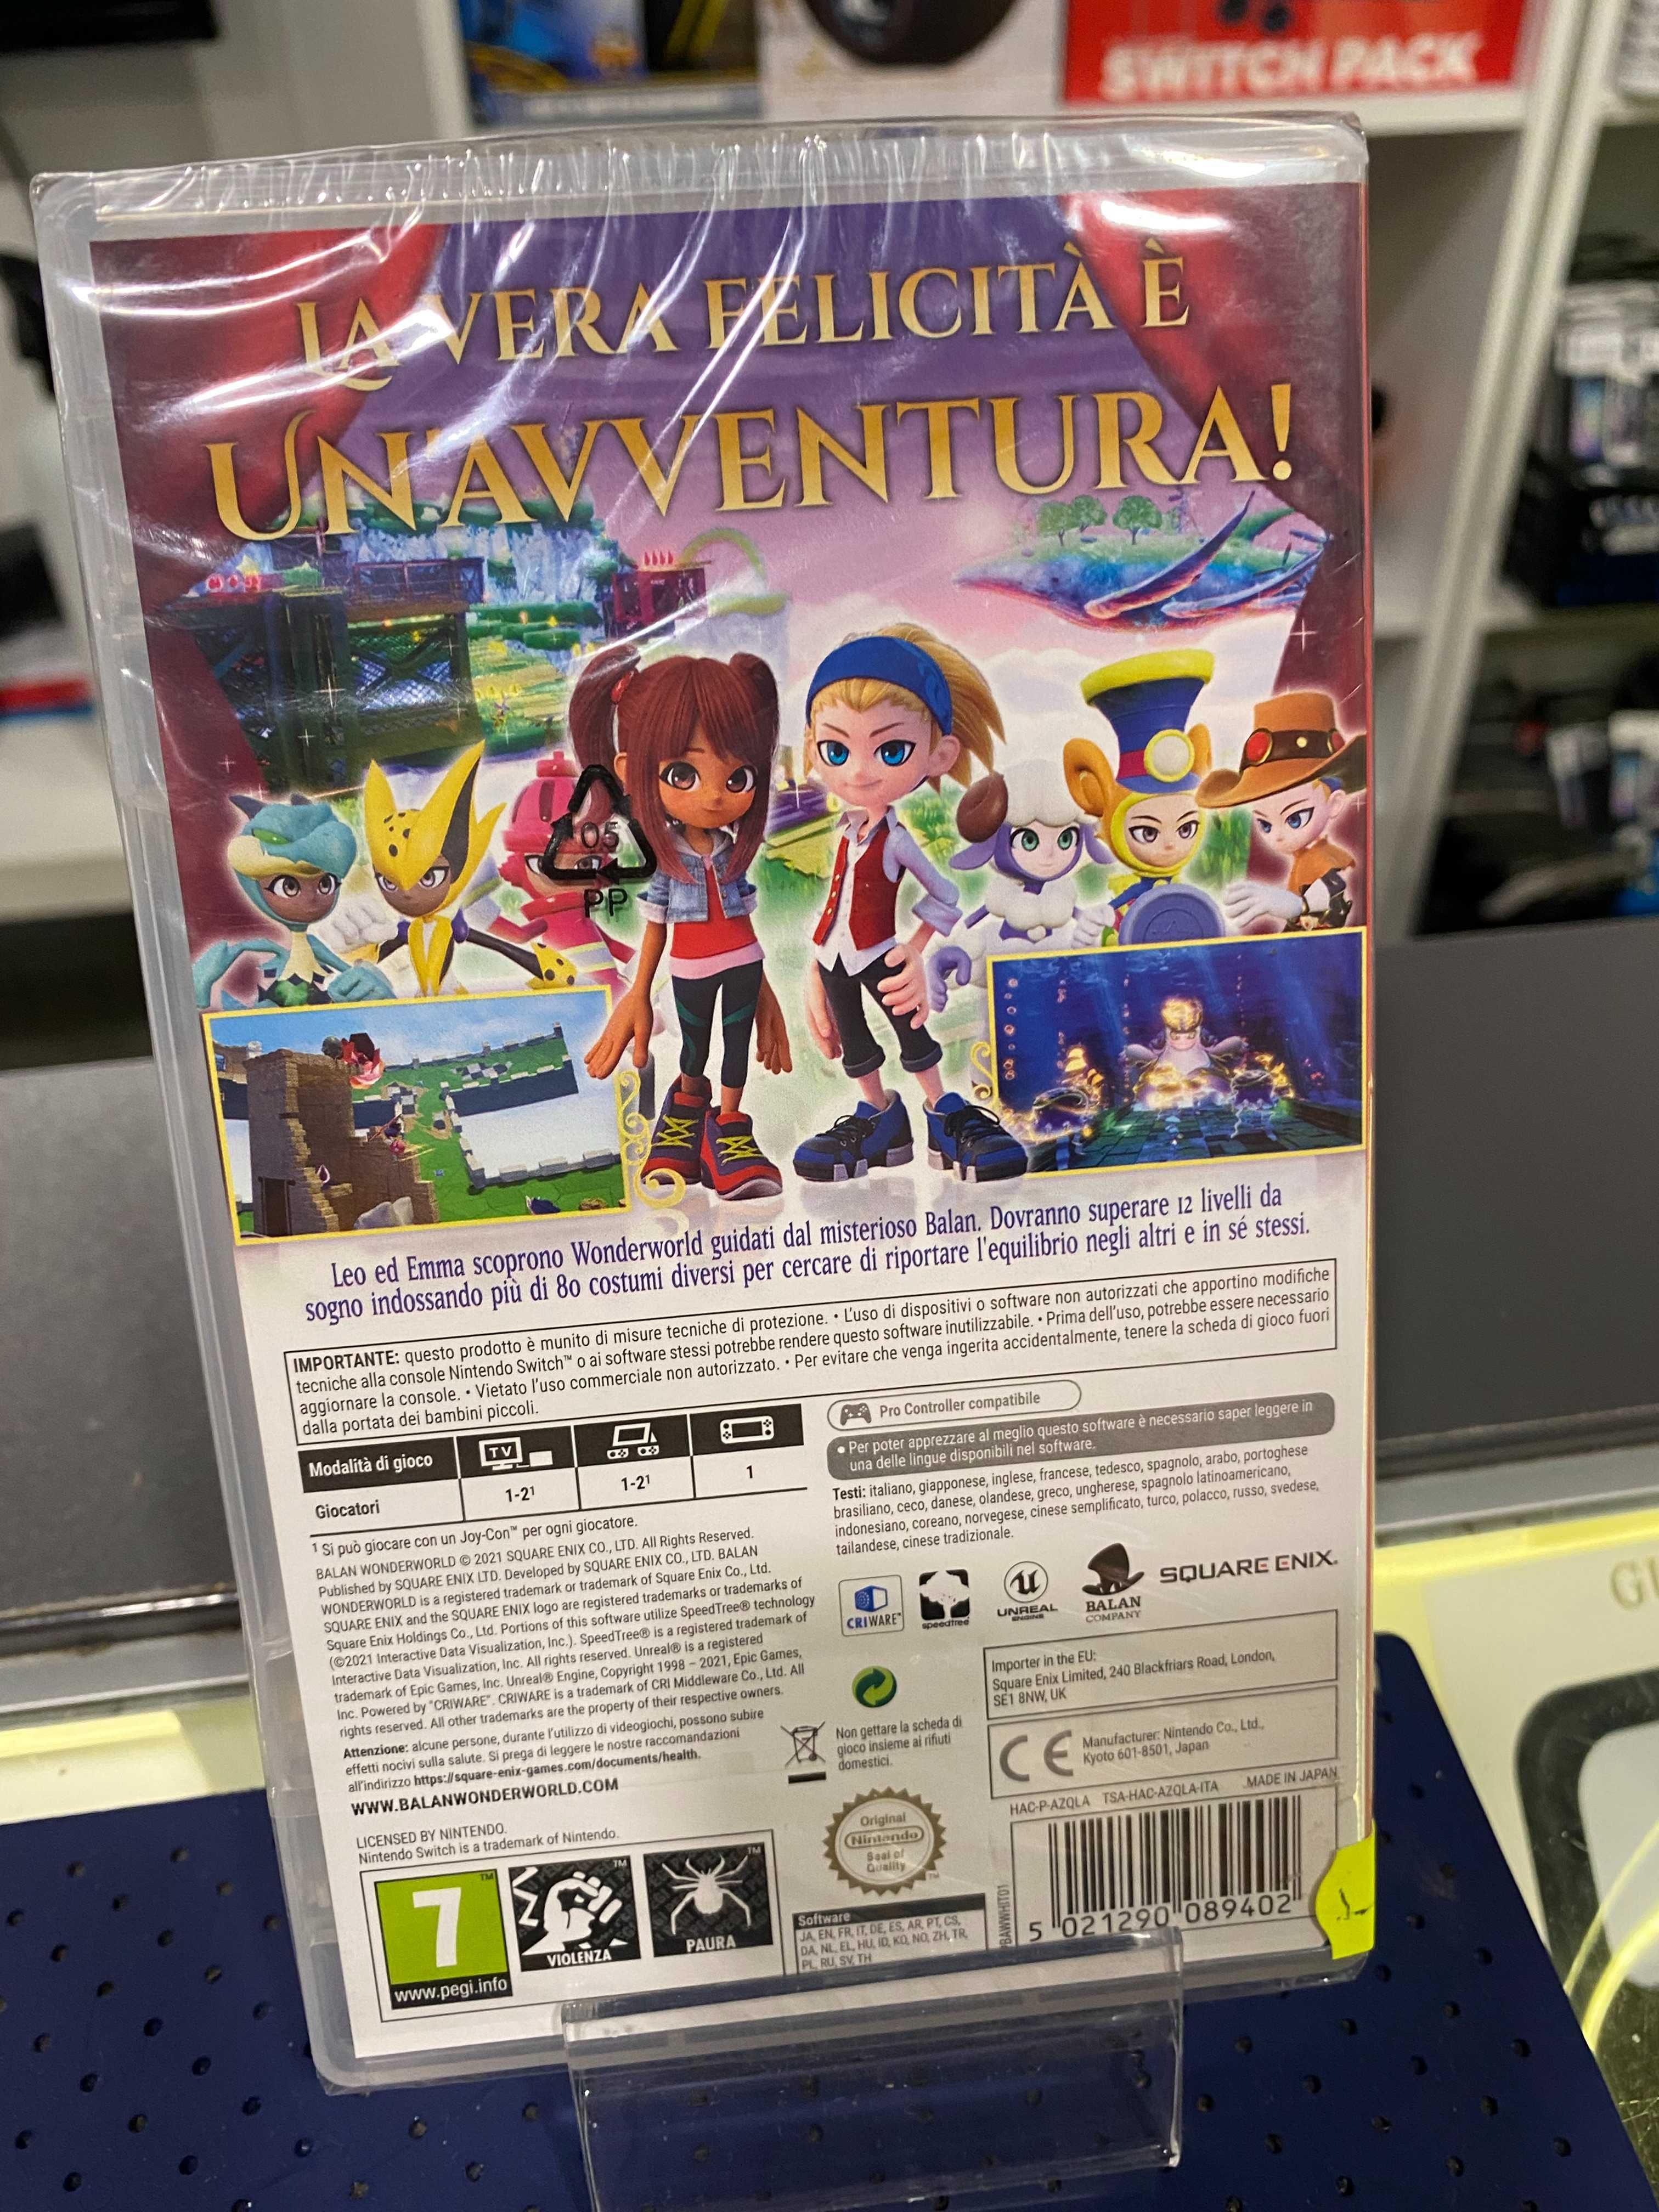 SWITCH PACK
LA VERA FELICITÀ È
UN'AVVENTURA!
05
PP
Leo ed Emma scoprono Wonderworld guidati dal misterioso Balan. Dovranno superare 12 livelli da
sogno indossando più di 80 costumi diversi per cercare di riportare l'equilibrio negli altri e in sé stessi.
IMPORTANTE: questo prodotto è munito di misure tecniche di protezione. • L'uso di dispositivi o software non autorizzati che apportino modifiche
tecniche alla console Nintendo Switch™ o ai software stessi potrebbe rendere questo software inutilizzabile. • Prima dell'uso, potrebbe essere necessario
aggiornare la console. • Vietato l'uso commerciale non autorizzato. • Per evitare che venga ingerita accidentalmente, tenere la scheda di gioco fuori
dalla portata dei bambini piccoli.
Modalità di gioco
TV
Giocatori
1-2¹
1-2¹
1
¹ Si può giocare con un Joy-Con™ per ogni giocatore.
Pro Controller compatibile
• Per poter apprezzare al meglio questo software è necessario saper leggere in
una delle lingue disponibili nel software.
Testi: italiano, giapponese, inglese, francese, tedesco, spagnolo, arabo, portoghese
brasiliano, ceco, danese, olandese, greco, ungherese, spagnolo latinoamericano,
indonesiano, coreano, norvegese, cinese semplificato, turco, polacco, russo, svedese,
tailandese, cinese tradizionale.
BALAN WONDERWORLD © 2021 SQUARE ENIX CO., LTD. All Rights Reserved.
Published by SQUARE ENIX LTD. Developed by SQUARE ENIX CO., LTD. BALAN
WONDERWORLD is a registered trademark or trademark of Square Enix Co., Ltd.
SQUARE ENIX and the SQUARE ENIX logo are registered trademarks or trademarks of
Square Enix Holdings Co., Ltd. Portions of this software utilize SpeedTree® technology
(©2021 Interactive Data Visualization, Inc.). SpeedTree® is a registered trademark of
Interactive Data Visualization, Inc. All rights reserved. Unreal® is a registered
trademark of Epic Games, Inc. Unreal® Engine, Copyright 1998 – 2021, Epic Games,
Inc. Powered by "CRIWARE". CRIWARE is a trademark of CRI Middleware Co., Ltd. All
rights reserved. All other trademarks are the property of their respective owners.
Attenzione: alcune persone, durante l'utilizzo di videogiochi, possono subire
effetti nocivi sulla salute. Si prega di leggere le nostre raccomandazioni
all'indirizzo https://square-enix-games.com/documents/health.
WWW.BALANWONDERWORLD.COM
LICENSED BY NINTENDO.
Nintendo Switch is a trademark of Nintendo.
CRIWARE™
speedtree
UNREAL
ENGINE
BALAN
COMPANY
SQUARE ENIX.
Importer in the EU:
Square Enix Limited, 240 Blackfriars Road, London,
SE1 8NW, UK
Non gettare la scheda di
gioco insieme ai rifiuti
domestici.
CE
Manufacturer: Nintendo Co., Ltd.,
Kyoto 601-8501, Japan
HAC-P-AZQLA TSA-HAC-AZQLA-ITA MADE IN JAPAN
7
www.pegi.info
VIOLENZA
PAURA
Original
Nintendo
Seal of
Quality
Software
JA, EN, FR, IT, DE, ES, AR, PT, CS,
DA, NL, EL, HU, ID, KO, NO, ZH, TR,
PL, RU, SV, TH
5 021290 089402